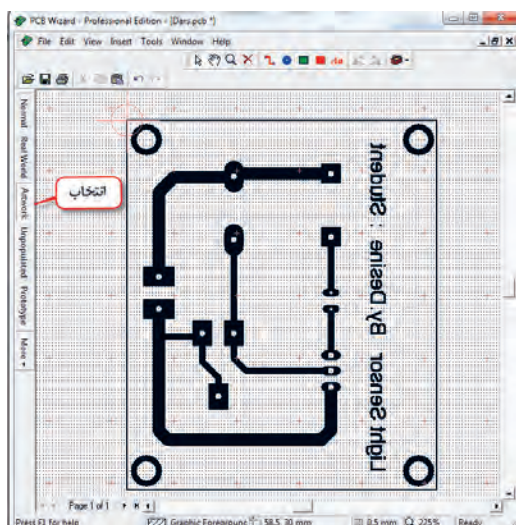 PCB Wizard - Professional Edition - [Dars.pcb *]
File Edit View Insert Tools Window Help
Normal
Real World
Artwork
Unpopulated
Prototype
More
انتخاب
Light Sensor By. Desine : Student
Page 1 of 1
Press F1 for help
Graphic Foreground
58.5, 30 mm
0.5 mm
225%
Ready